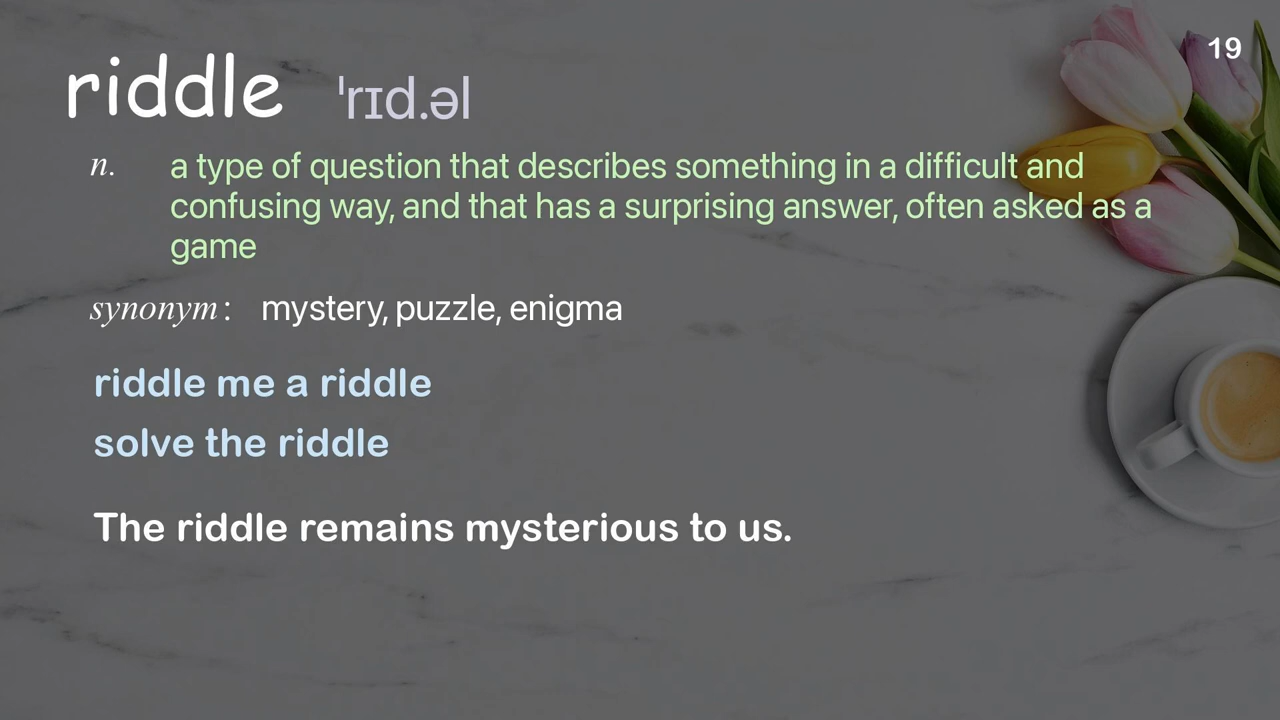 19
riddle ˈrɪd.əl
n. a type of question that describes something in a difficult and
confusing way, and that has a surprising answer, often asked as a
game
synonym: mystery, puzzle, enigma
riddle me a riddle
solve the riddle
The riddle remains mysterious to us.